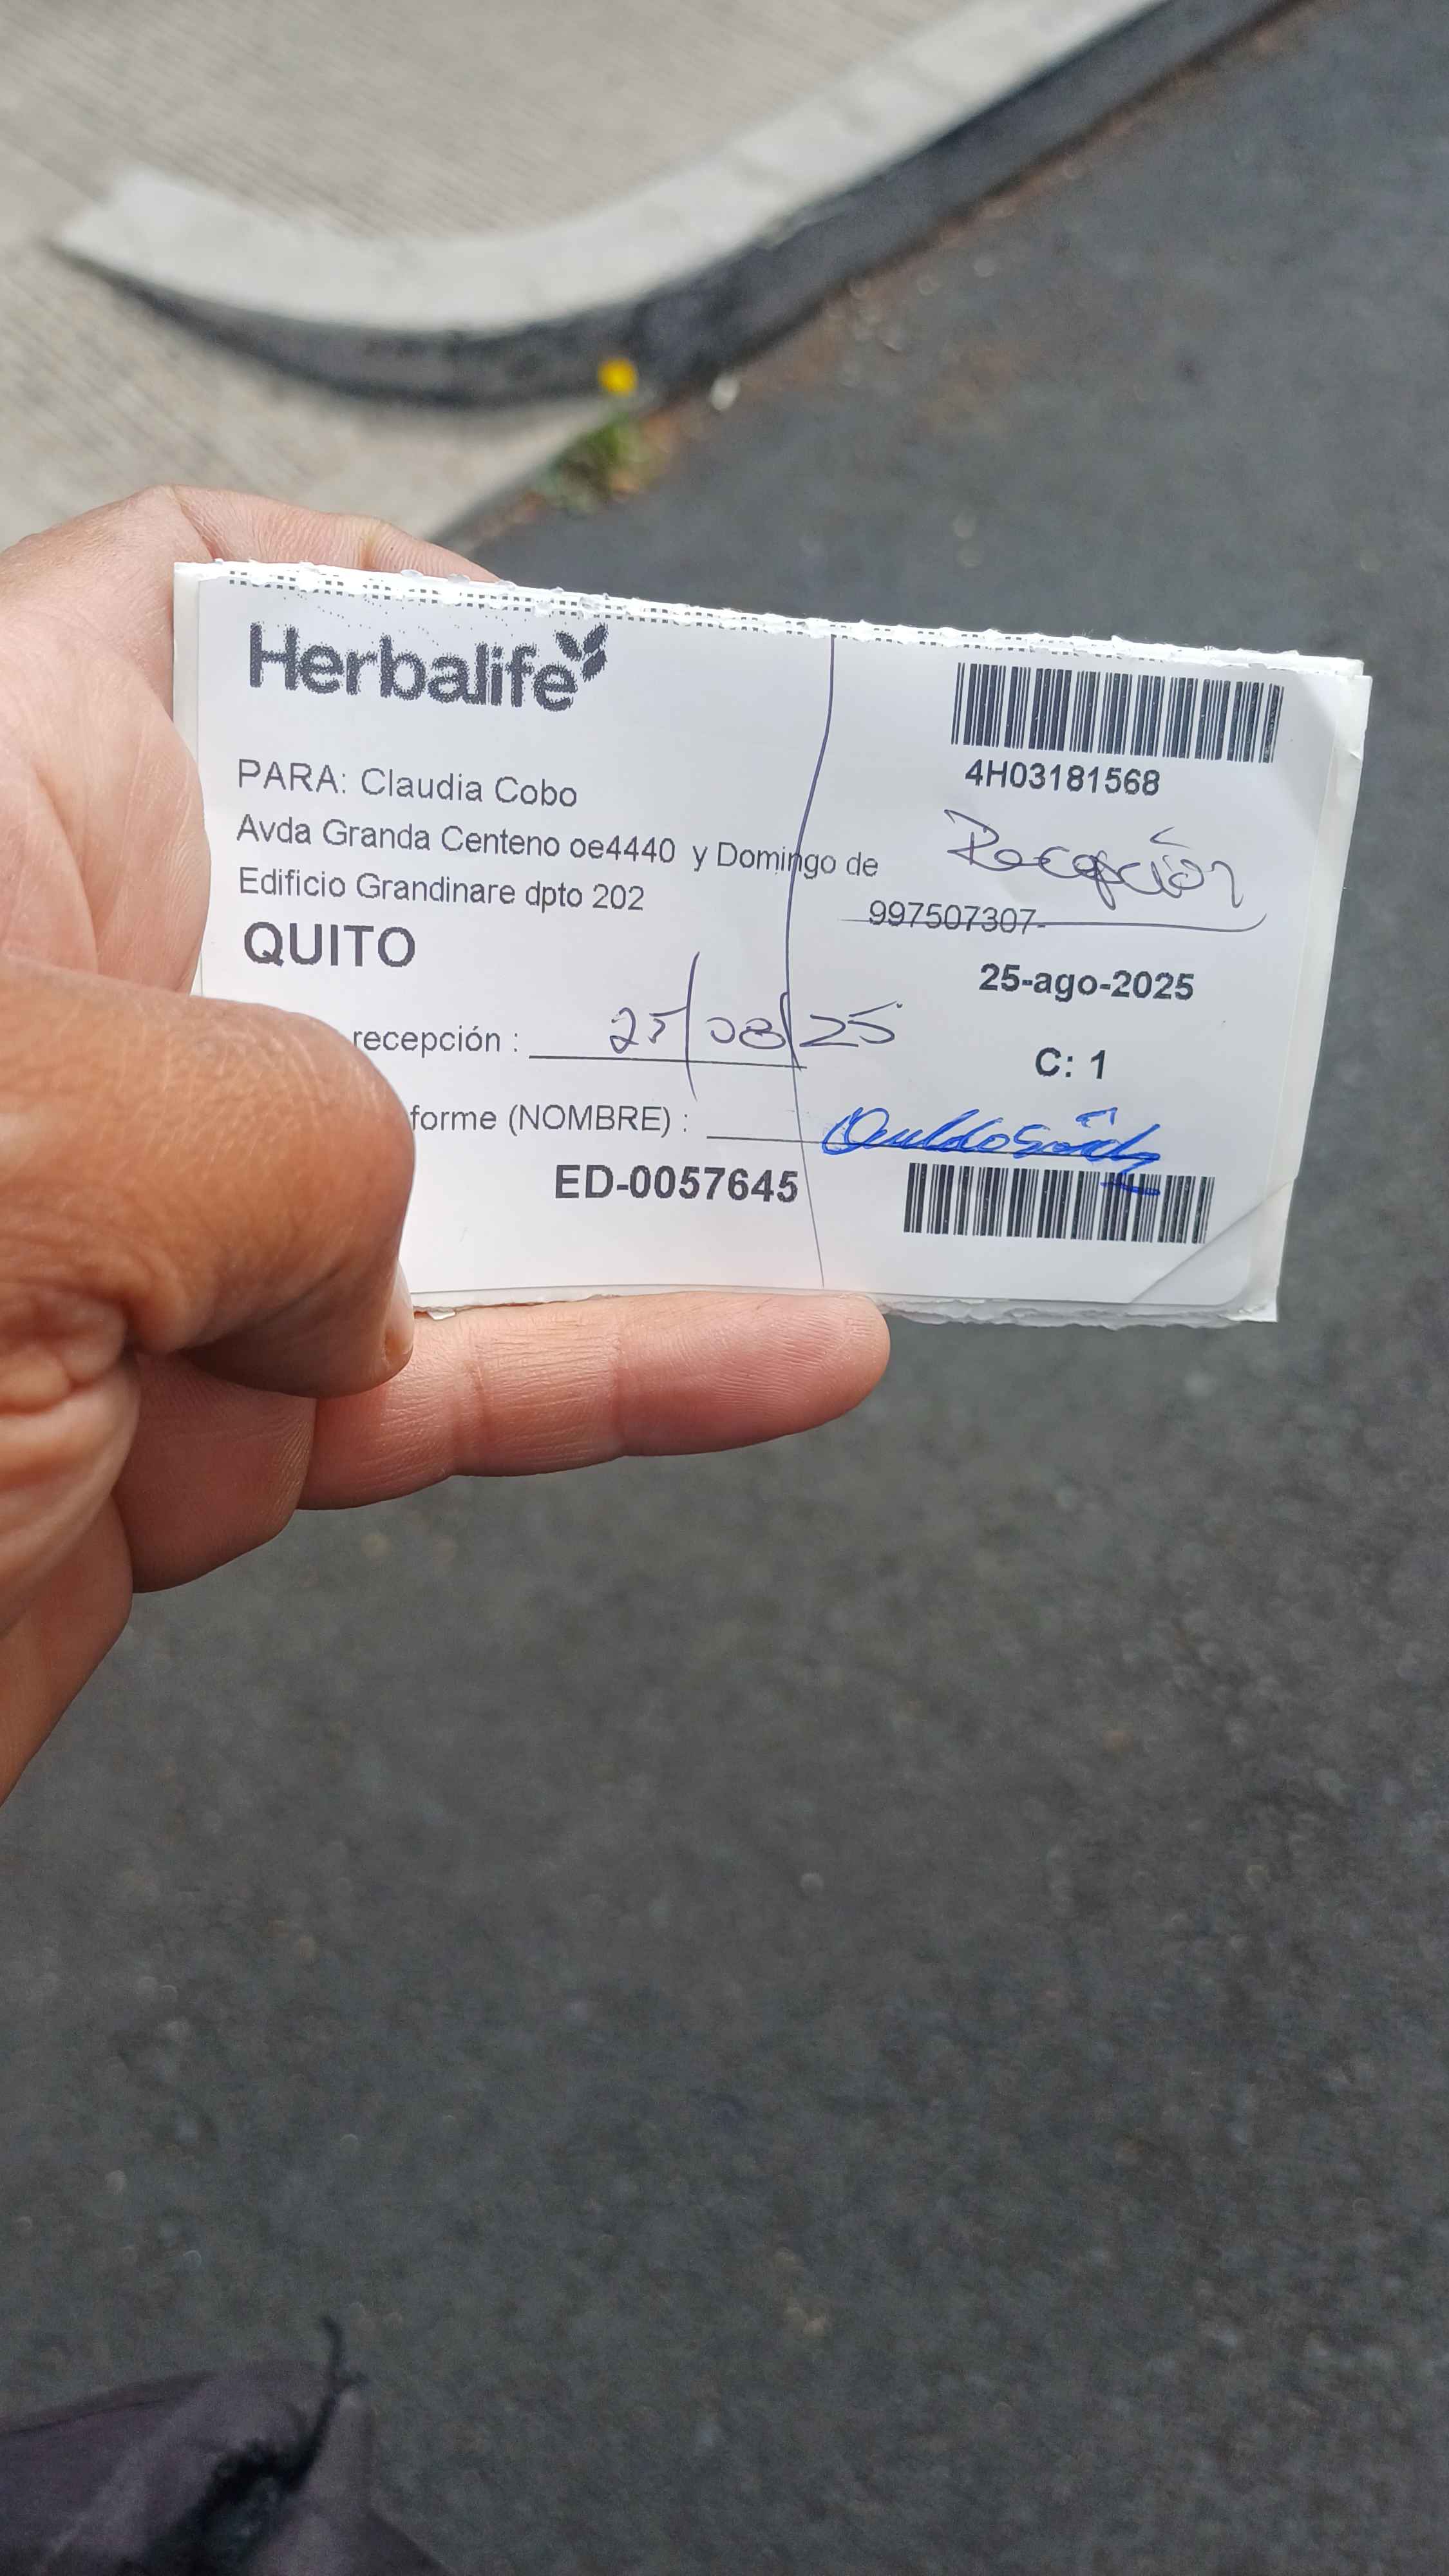 Herbalife
4H03181568
PARA: Claudia Cobo
Avda Granda Centeno oe4440 y Domingo de
Recepción
Edificio Grandinare dpto 202
997507307-
QUITO
25-ago-2025
recepción : 25/08/25
C: 1
forme (NOMBRE) :
ED-0057645